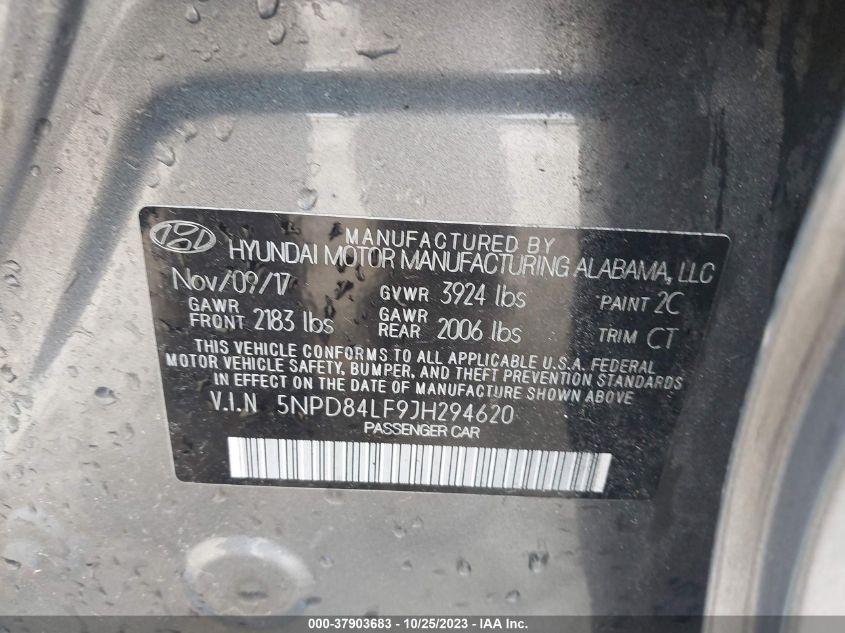 MANUFACTURED BY
HYUNDAI MOTOR MANUFACTURING ALABAMA, LLC
Nov/09/17 GVWR 3924 lbs PAINT 2C
GAWR FRONT 2183 lbs GAWR REAR 2006 lbs TRIM CT
THIS VEHICLE CONFORMS TO ALL APPLICABLE U.S.A. FEDERAL
MOTOR VEHICLE SAFETY, BUMPER, AND THEFT PREVENTION STANDARDS
IN EFFECT ON THE DATE OF MANUFACTURE SHOWN ABOVE
V.I.N 5NPD84LF9JH294620
PASSENGER CAR
000-37903683 - 10/25/2023 - © IAA Inc.